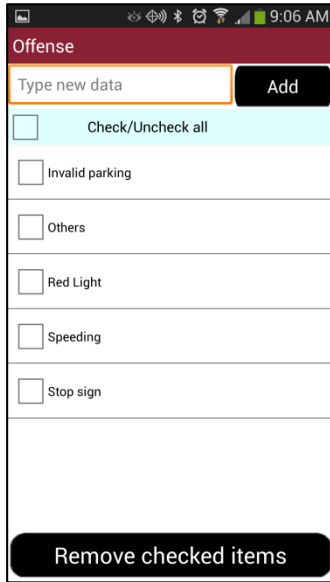 9:06 AM
Offense
Type new data Add
Check/Uncheck all
Invalid parking
Others
Red Light
Speeding
Stop sign
Remove checked items